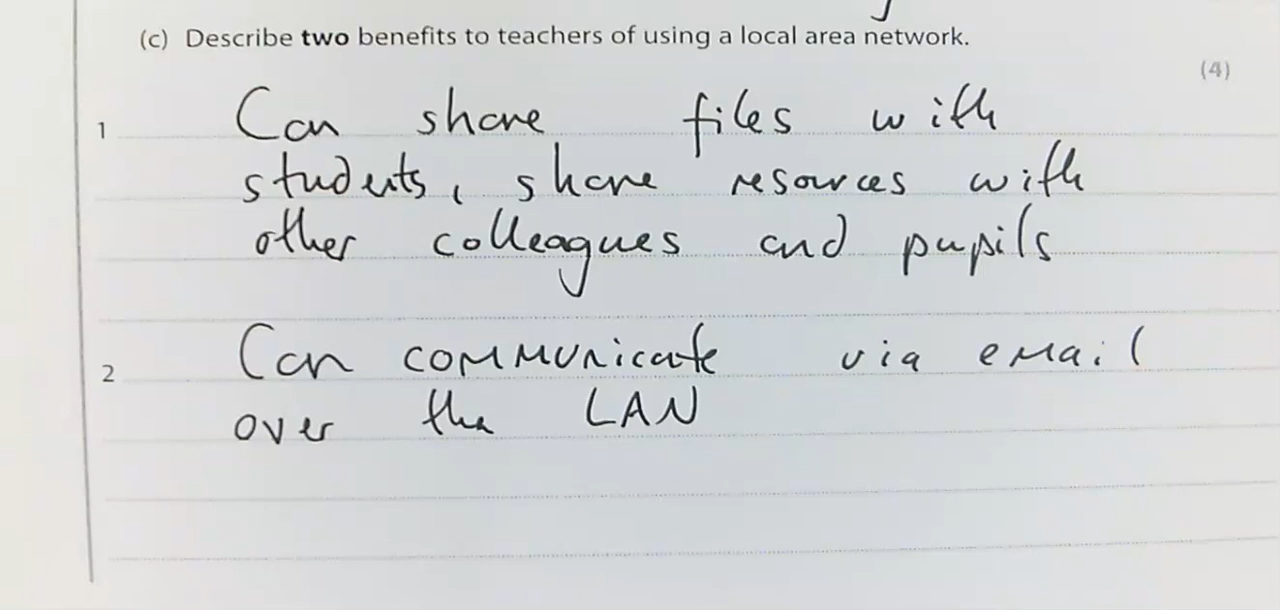 (c) Describe two benefits to teachers of using a local area network.
(4)
1 Can share files with
students, share resources with
other colleagues and pupils
2 Can communicate via email
over the LAN